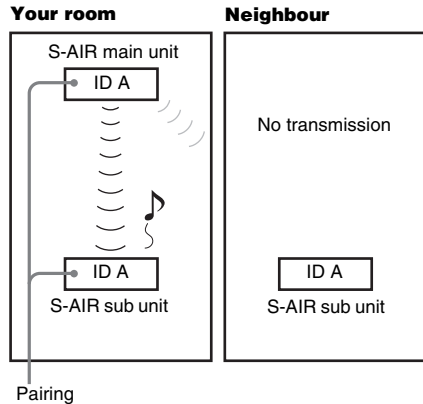 Your room
S-AIR main unit
ID A
ID A
S-AIR sub unit
Pairing
Neighbour
No transmission
ID A
S-AIR sub unit